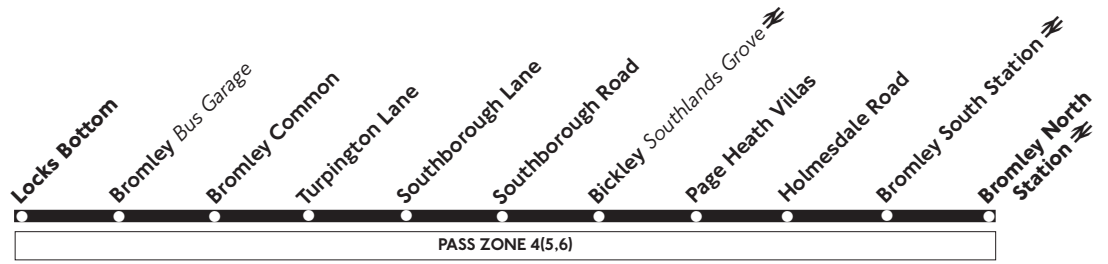 Locks Bottom
Bromley Bus Garage
Bromley Common
Turpington Lane
Southborough Lane
Southborough Road
Bickley Southlands Grove
Page Heath Villas
Holmesdale Road
Bromley South Station
Bromley North
Station
PASS ZONE 4(5,6)